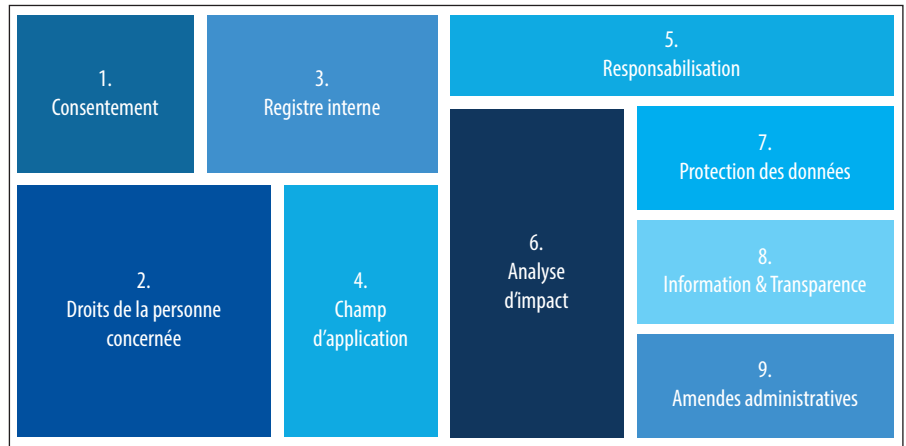 1.
Consentement
2.
Droits de la personne
concernée
3.
Registre interne
4.
Champ
d’application
5.
Responsabilisation
6.
Analyse
d’impact
7.
Protection des données
8.
Information & Transparence
9.
Amendes administratives